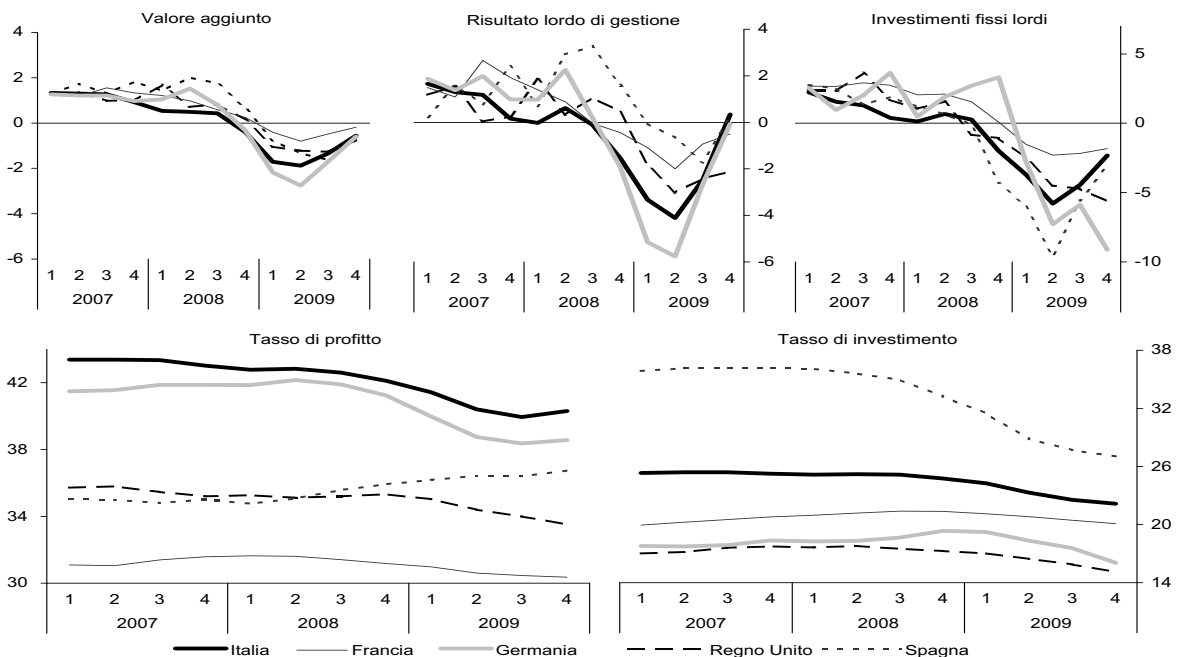 Valore aggiunto
Risultato lordo di gestione
Investimenti fissi lordi
4
2
0
-2
-4
-6
1 2 3 4 1 2 3 4 1 2 3 4
2007 2008 2009
4
2
0
-2
-4
-6
1 2 3 4 1 2 3 4 1 2 3 4
2007 2008 2009
5
0
-5
-10
1 2 3 4 1 2 3 4 1 2 3 4
2007 2008 2009
Tasso di profitto
42
38
34
30
1 2 3 4 1 2 3 4 1 2 3 4
2007 2008 2009
Tasso di investimento
38
32
26
20
14
1 2 3 4 1 2 3 4 1 2 3 4
2007 2008 2009
Italia Francia Germania Regno Unito Spagna